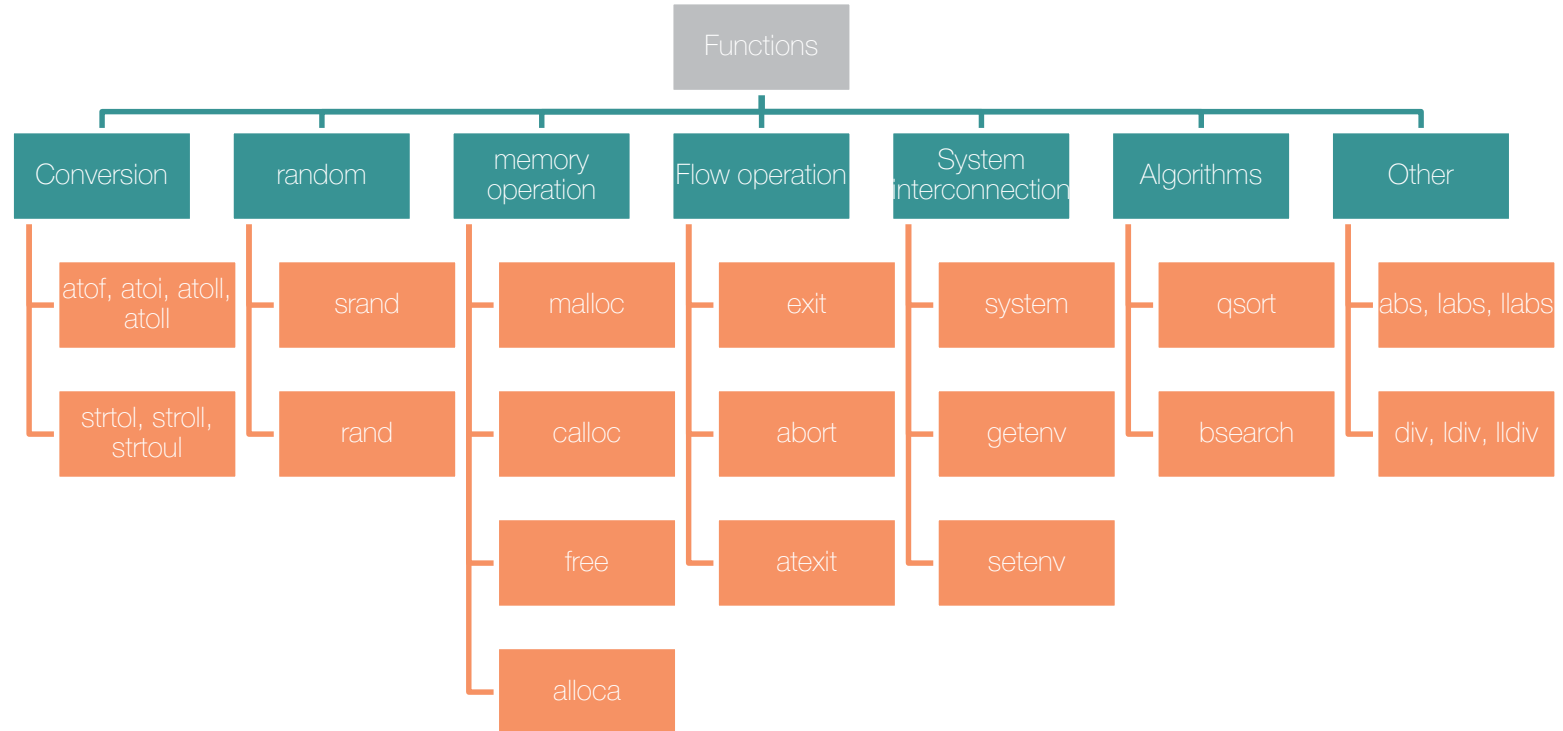 Functions
Conversion
random
memory
operation
Flow operation
System
interconnection
Algorithms
Other
atof, atoi, atoll,
atoll
srand
malloc
exit
system
qsort
abs, labs, llabs
strtol, stroll,
strtoul
rand
calloc
abort
getenv
bsearch
div, ldiv, lldiv
free
atexit
setenv
alloca